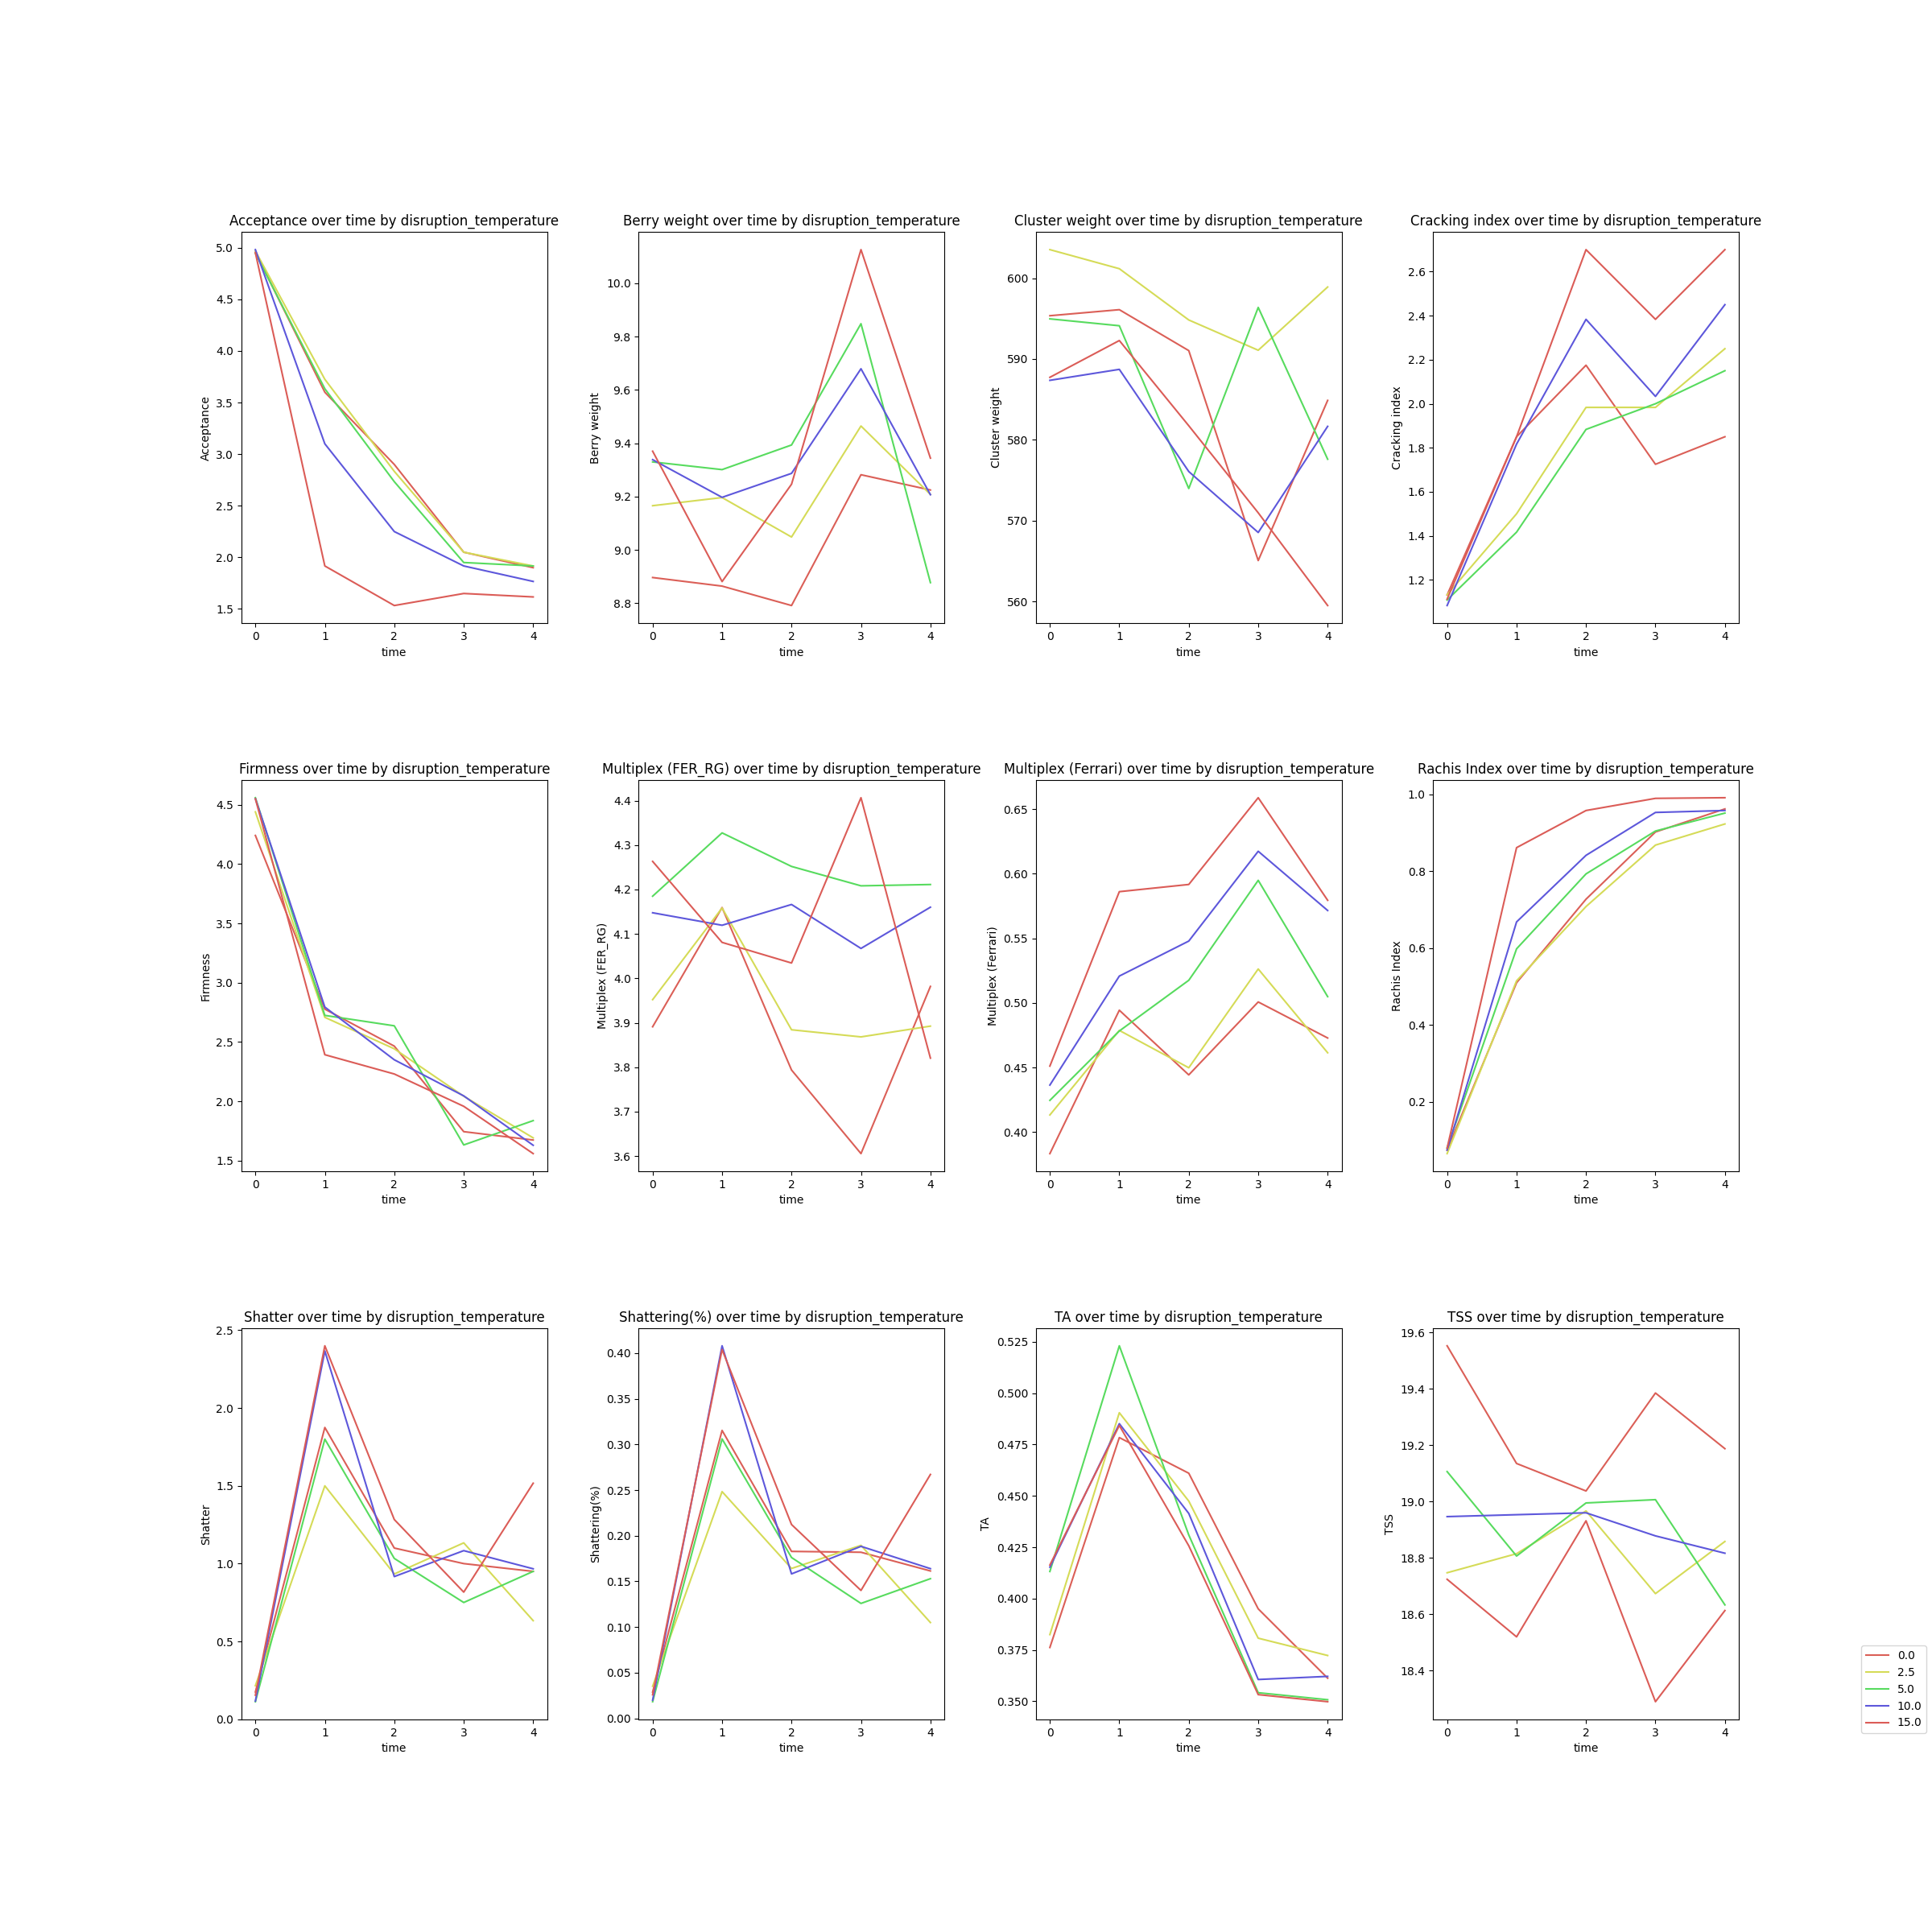 Acceptance over time by disruption_temperature
Acceptance
5.0
4.5
4.0
3.5
3.0
2.5
2.0
1.5
0 1 2 3 4
time
Berry weight over time by disruption_temperature
Berry weight
10.0
9.8
9.6
9.4
9.2
9.0
8.8
0 1 2 3 4
time
Cluster weight over time by disruption_temperature
Cluster weight
600
590
580
570
560
0 1 2 3 4
time
Cracking index over time by disruption_temperature
Cracking index
2.6
2.4
2.2
2.0
1.8
1.6
1.4
1.2
0 1 2 3 4
time
Firmness over time by disruption_temperature
Firmness
4.5
4.0
3.5
3.0
2.5
2.0
1.5
0 1 2 3 4
time
Multiplex (FER_RG) over time by disruption_temperature
Multiplex (FER_RG)
4.4
4.3
4.2
4.1
4.0
3.9
3.8
3.7
3.6
0 1 2 3 4
time
Multiplex (Ferrari) over time by disruption_temperature
Multiplex (Ferrari)
0.65
0.60
0.55
0.50
0.45
0.40
0 1 2 3 4
time
Rachis Index over time by disruption_temperature
Rachis Index
1.0
0.8
0.6
0.4
0.2
0 1 2 3 4
time
Shatter over time by disruption_temperature
Shatter
2.5
2.0
1.5
1.0
0.5
0.0
0 1 2 3 4
time
Shattering(%) over time by disruption_temperature
Shattering(%)
0.40
0.35
0.30
0.25
0.20
0.15
0.10
0.05
0.00
0 1 2 3 4
time
TA over time by disruption_temperature
TA
0.525
0.500
0.475
0.450
0.425
0.400
0.375
0.350
0 1 2 3 4
time
TSS over time by disruption_temperature
TSS
19.6
19.4
19.2
19.0
18.8
18.6
18.4
0 1 2 3 4
time
0.0
2.5
5.0
10.0
15.0